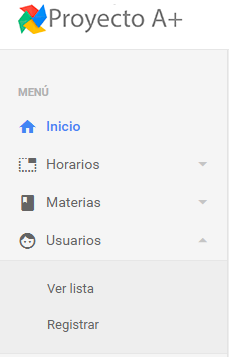 Proyecto A+
MENÚ
Inicio
Horarios
Materias
Usuarios
Ver lista
Registrar